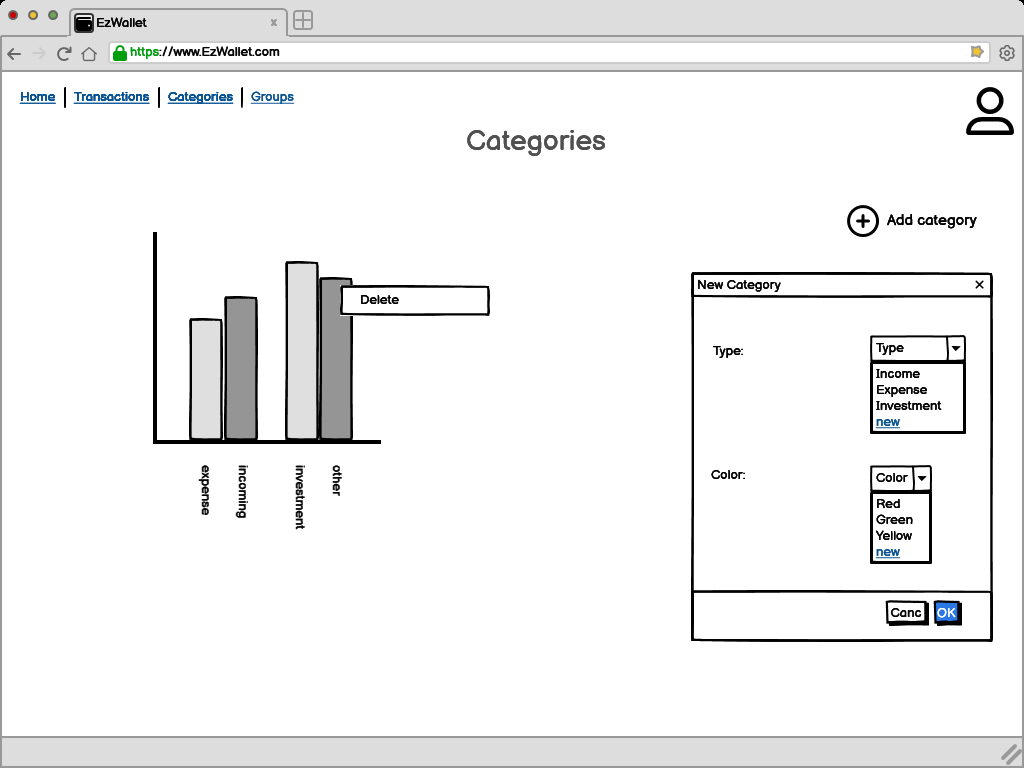 EzWallet
https://www.EzWallet.com
Home Transactions Categories Groups
Categories
Add category
Delete
New Category
Type:
Type
Income
Expense
Investment
new
Color:
Color
Red
Green
Yellow
new
Canc OK
expense
incoming
investment
other